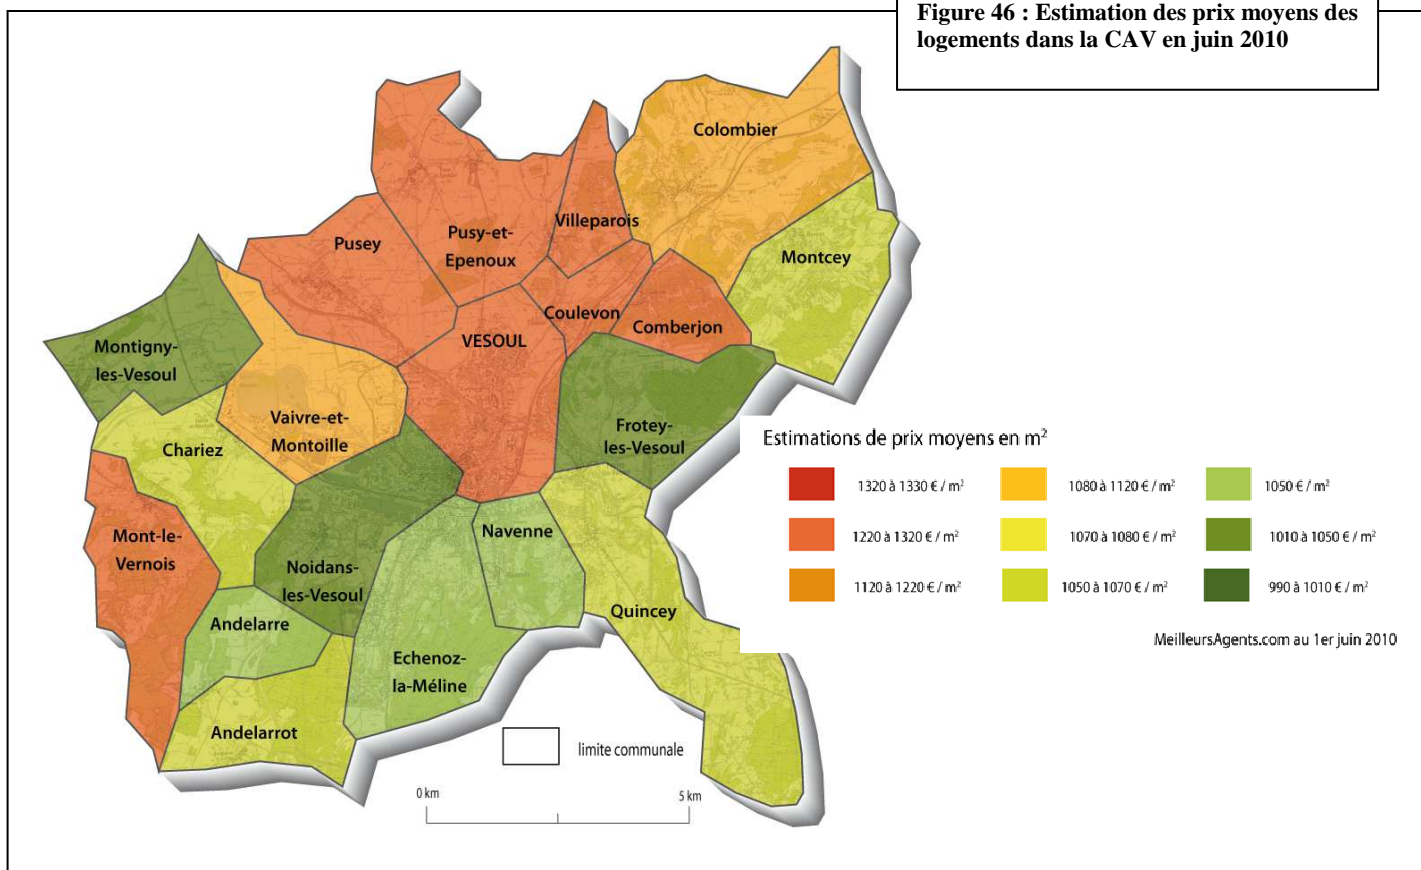 Figure 46 : Estimation des prix moyens des
logements dans la CAV en juin 2010
Colombier
Villeparois
Pusey
Pusy-et-
Epenoux
Montcey
Coulevon
Comberjon
VESOUL
Montigny-
les-Vesoul
Vaivre-et-
Montoille
Chariez
Frotey-
les-Vesoul
Mont-le-
Vernois
Noidans-
les-Vesoul
Navenne
Andelarre
Quincey
Echenoz-
la-Méline
Andelarrot
Estimations de prix moyens en m²
1320 à 1330 € / m²
1080 à 1120 € / m²
1050 € / m²
1220 à 1320 € / m²
1070 à 1080 € / m²
1010 à 1050 € / m²
1120 à 1220 € / m²
1050 à 1070 € / m²
990 à 1010 € / m²
MeilleursAgents.com au 1er juin 2010
limite communale
0 km
5 km